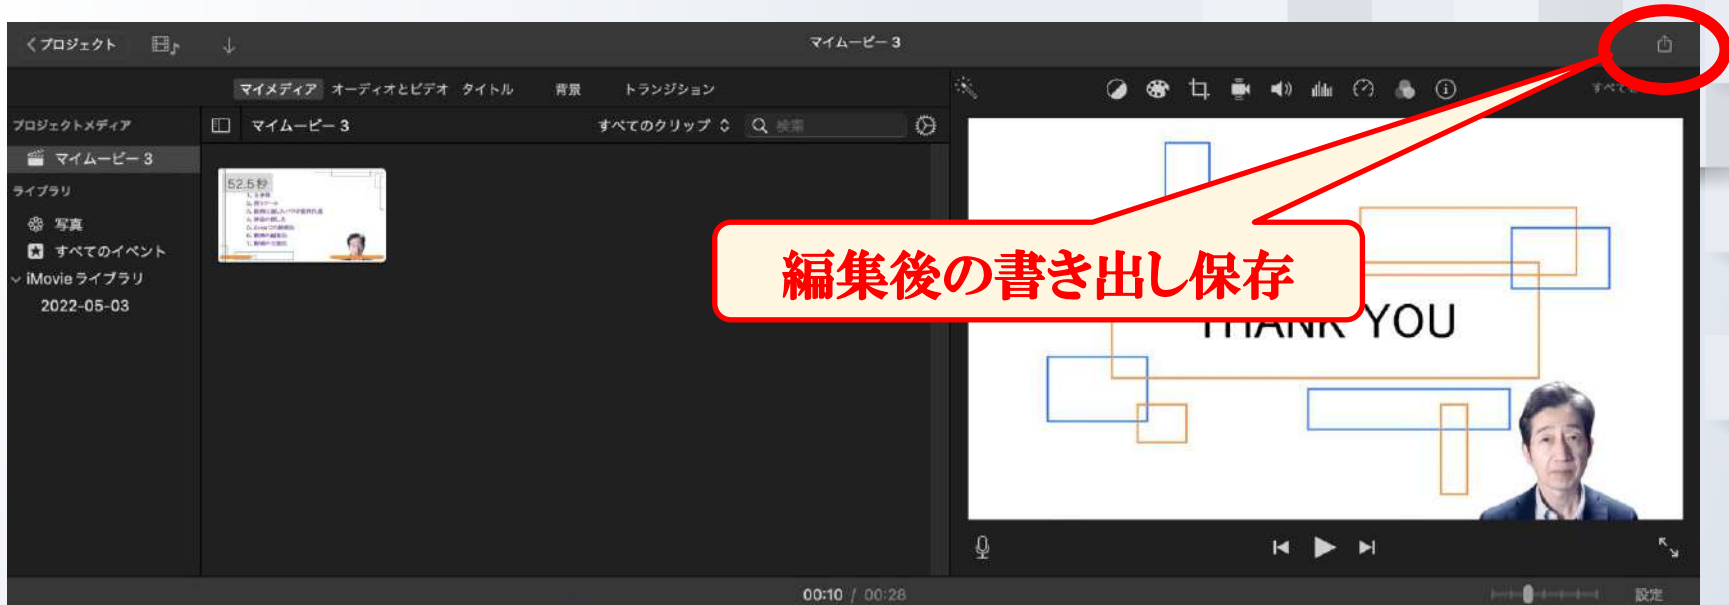 プロジェクト
マイムービー 3
マイメディア オーディオとビデオ タイトル 背景 トランジション
プロジェクトメディア
マイムービー 3
すべてのクリップ
検索
マイムービー 3
ライブラリ
写真
すべてのイベント
iMovie ライブラリ
2022-05-03
52.5秒
編集後の書き出し保存
THANK YOU
00:10 / 00:28
設定